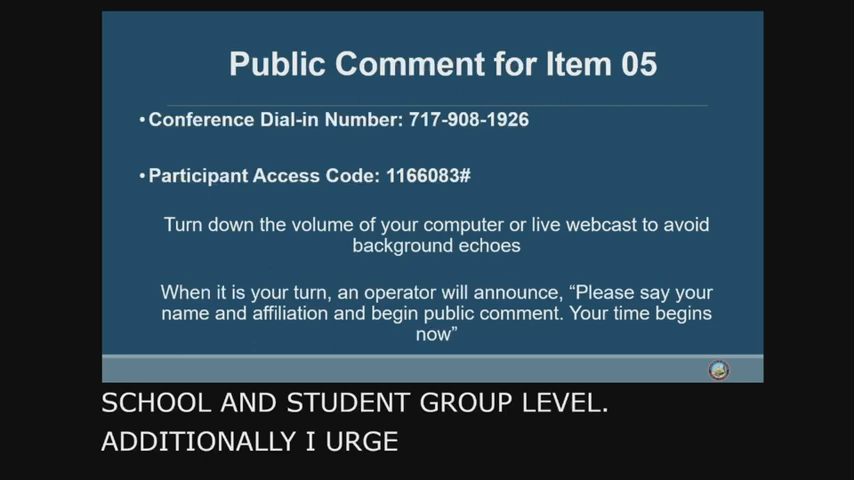 Public Comment for Item 05
•Conference Dial-in Number: 717-908-1926
•Participant Access Code: 1166083#
Turn down the volume of your computer or live webcast to avoid
background echoes
When it is your turn, an operator will announce, “Please say your
name and affiliation and begin public comment. Your time begins
now”
SCHOOL AND STUDENT GROUP LEVEL.
ADDITIONALLY I URGE